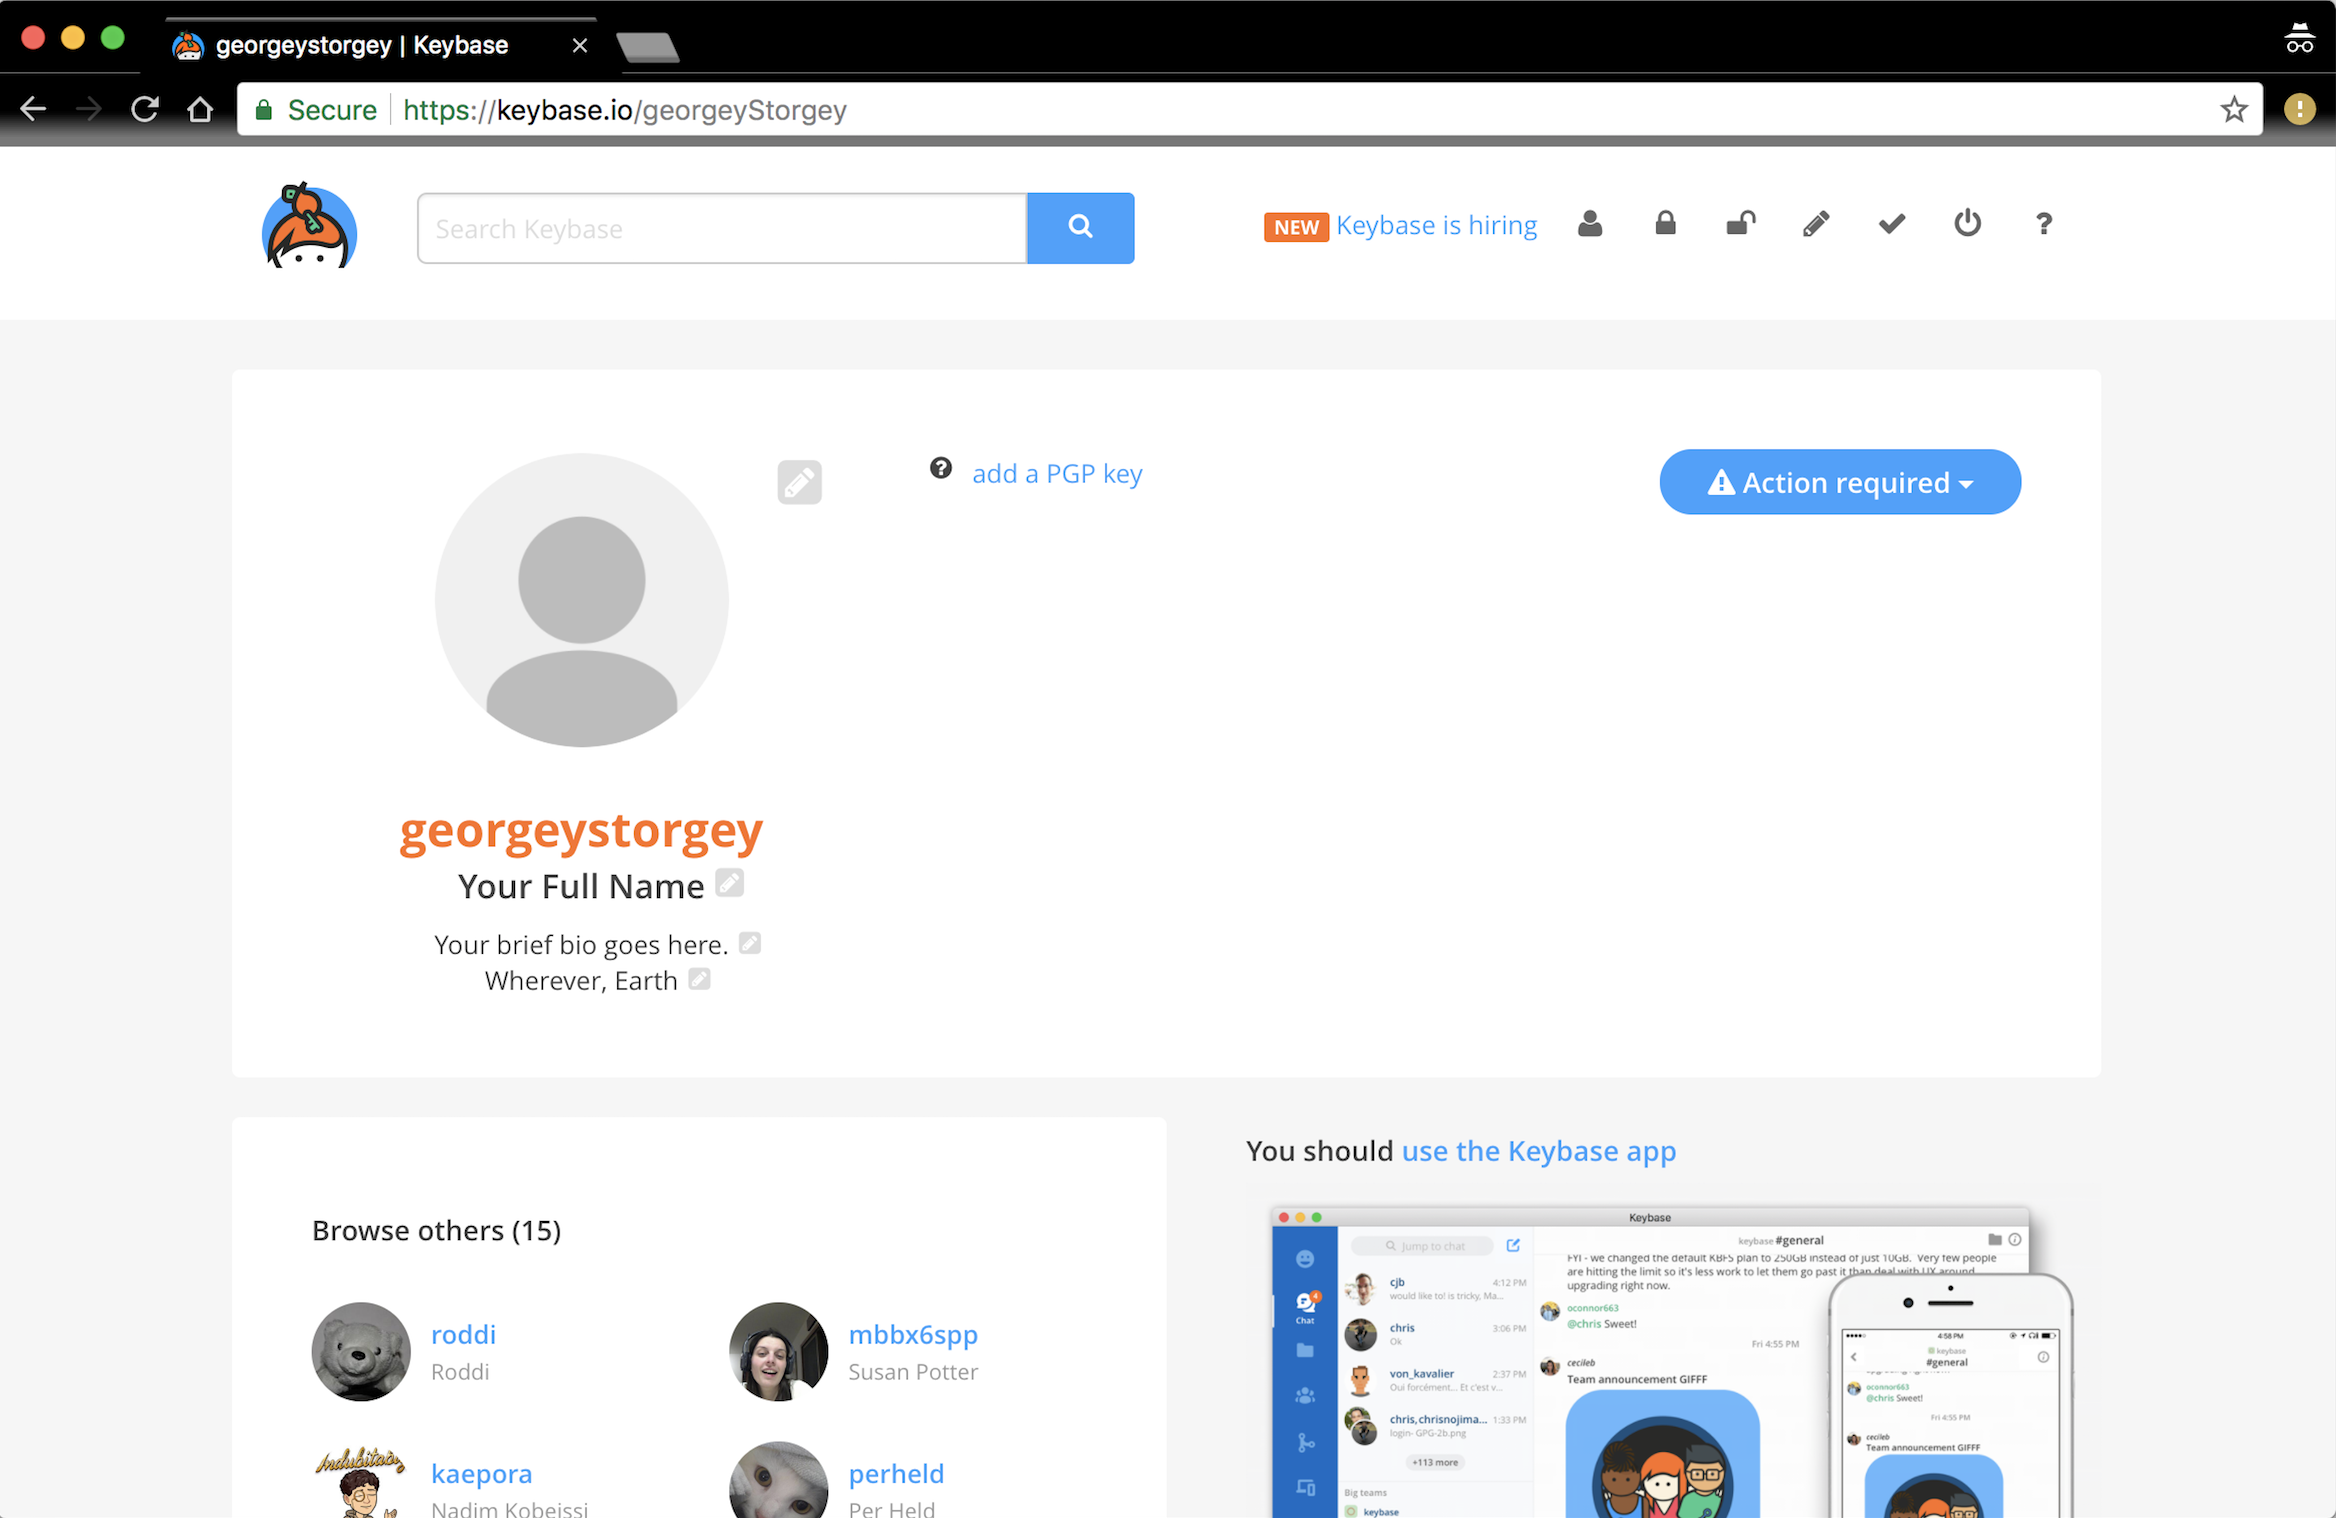 georgeystorgey | Keybase
Secure https://keybase.io/georgeyStorgey
Search Keybase
NEW Keybase is hiring
?
add a PGP key
Action required
georgeystorgey
Your Full Name
Your brief bio goes here.
Wherever, Earth
Browse others (15)
roddi
Roddi
mbbx6spp
Susan Potter
Indubitably
kaepora
Nadim Kobeissi
perheld
Per Held
You should use the Keybase app
Keybase
Jump to chat
keybase #general
cjb 4:12 PM
would like to! is tricky, Ma...
4
Chat
chris 3:06 PM
Ok
von_kavalier 2:37 PM
Oui forcément... Et c'est v...
chris,chrisnojima... 1:33 PM
login- GPG-2b.png
+113 more
Big teams
keybase
FYI - we changed the default KBFS plan to 250GB instead of just 10GB. Very few people
are hitting the limit so it's less work to let them go past it than deal with UX around
upgrading right now.
oconnor663
@chris Sweet!
Fri 4:55 PM
cecileb
Team announcement GIFFF
4:58 PM
keybase
#general
oconnor663
@chris Sweet!
Fri 4:55 PM
cecileb
Team announcement GIFFF